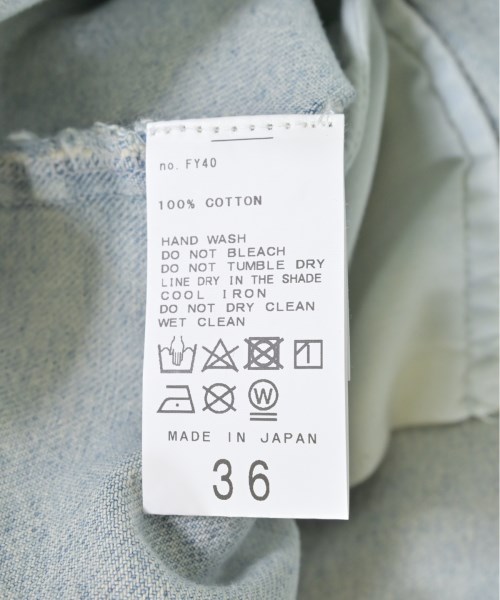 no. FY40
100% COTTON
HAND WASH
DO NOT BLEACH
DO NOT TUMBLE DRY
LINE DRY IN THE SHADE
COOL IRON
DO NOT DRY CLEAN
WET CLEAN
W
MADE IN JAPAN
36